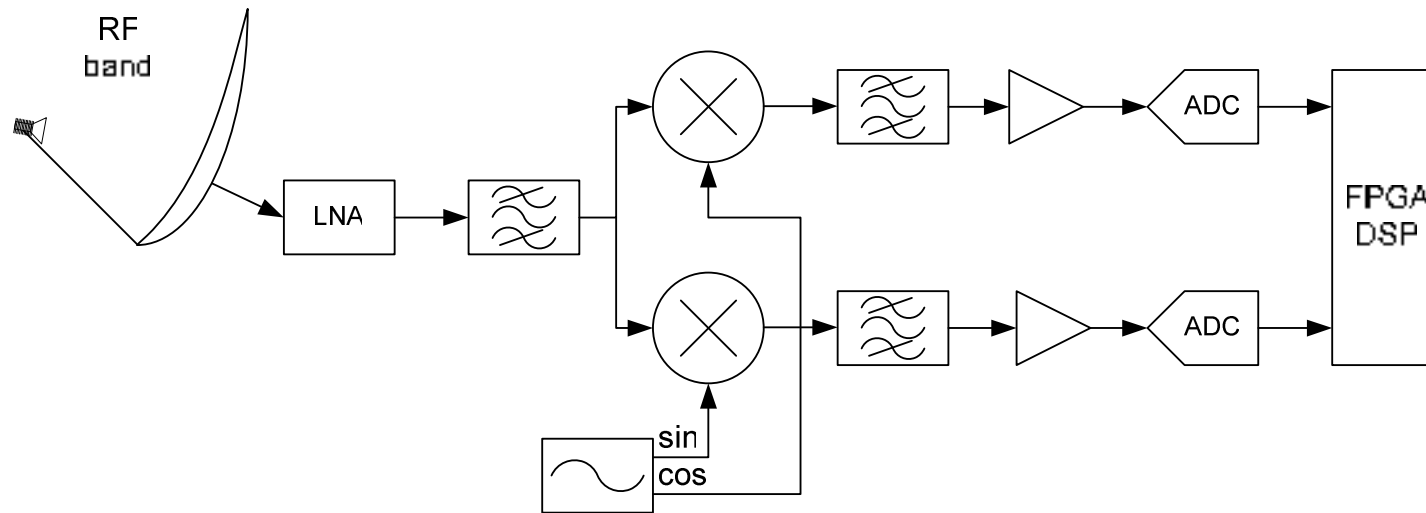 RF
band
LNA
ADC
FPGA
DSP
ADC
sin
cos